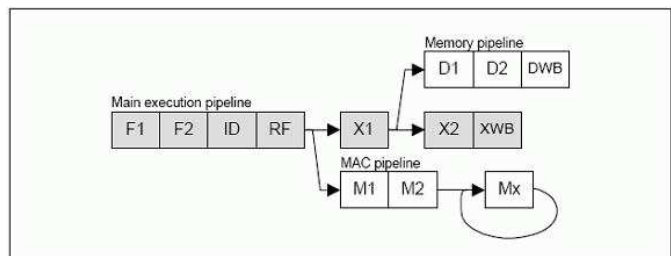 Memory pipeline
D1 D2 DWB
Main execution pipeline
F1 F2 ID RF X1 X2 XWB
MAC pipeline
M1 M2 Mx